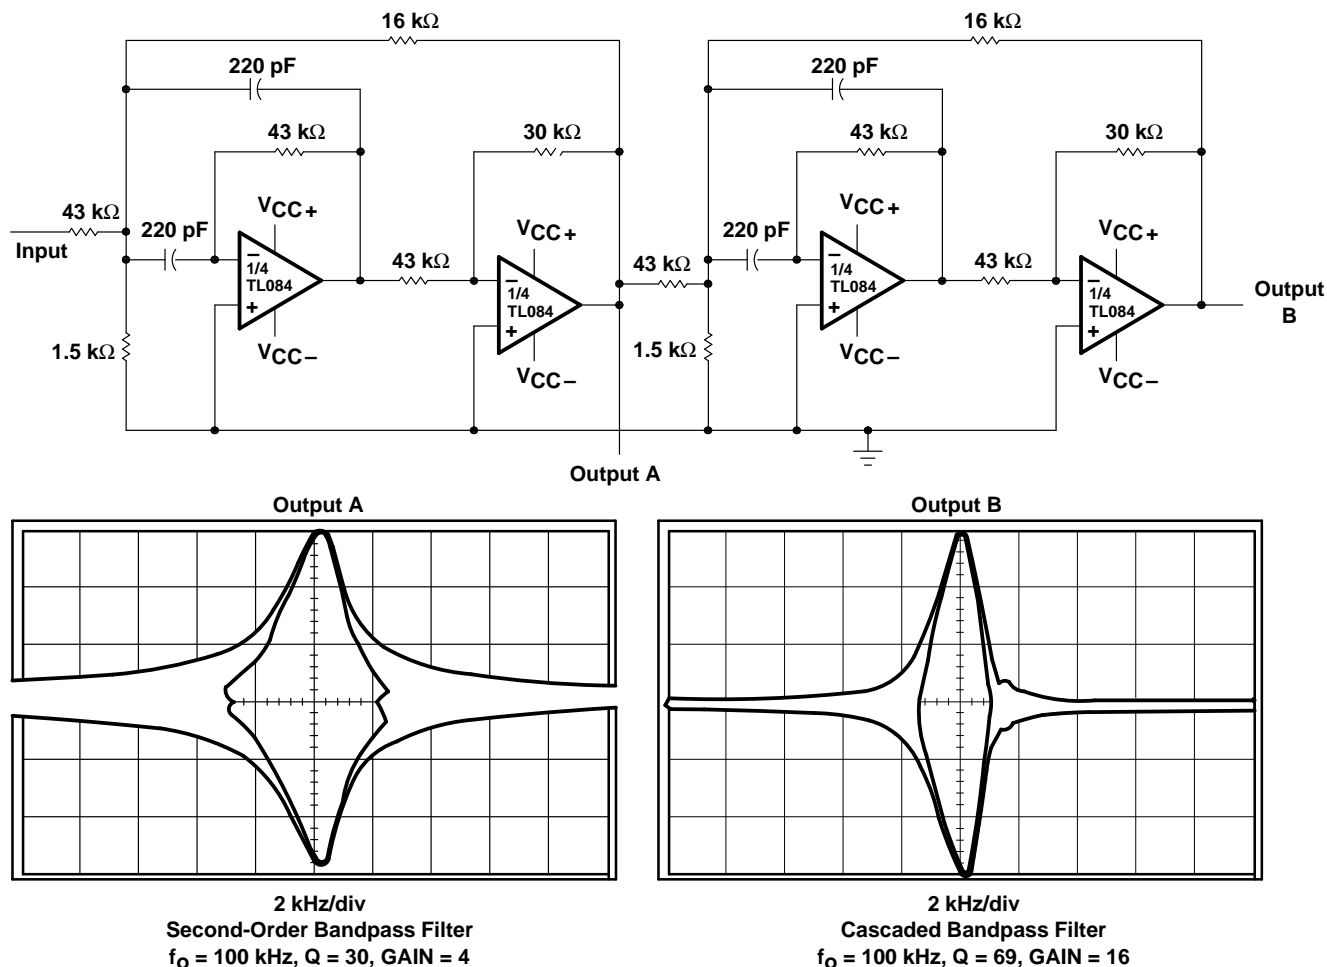 16 kΩ
16 kΩ
220 pF
220 pF
43 kΩ
30 kΩ
43 kΩ
30 kΩ
43 kΩ
Input
220 pF
VCC+
–
1/4
TL084
+
VCC–
43 kΩ
VCC+
–
1/4
TL084
+
VCC–
43 kΩ
220 pF
VCC+
–
1/4
TL084
+
VCC–
43 kΩ
VCC+
–
1/4
TL084
+
VCC–
Output
B
1.5 kΩ
1.5 kΩ
Output A
Output A
Output B
2 kHz/div
Second-Order Bandpass Filter
fo = 100 kHz, Q = 30, GAIN = 4
2 kHz/div
Cascaded Bandpass Filter
fo = 100 kHz, Q = 69, GAIN = 16